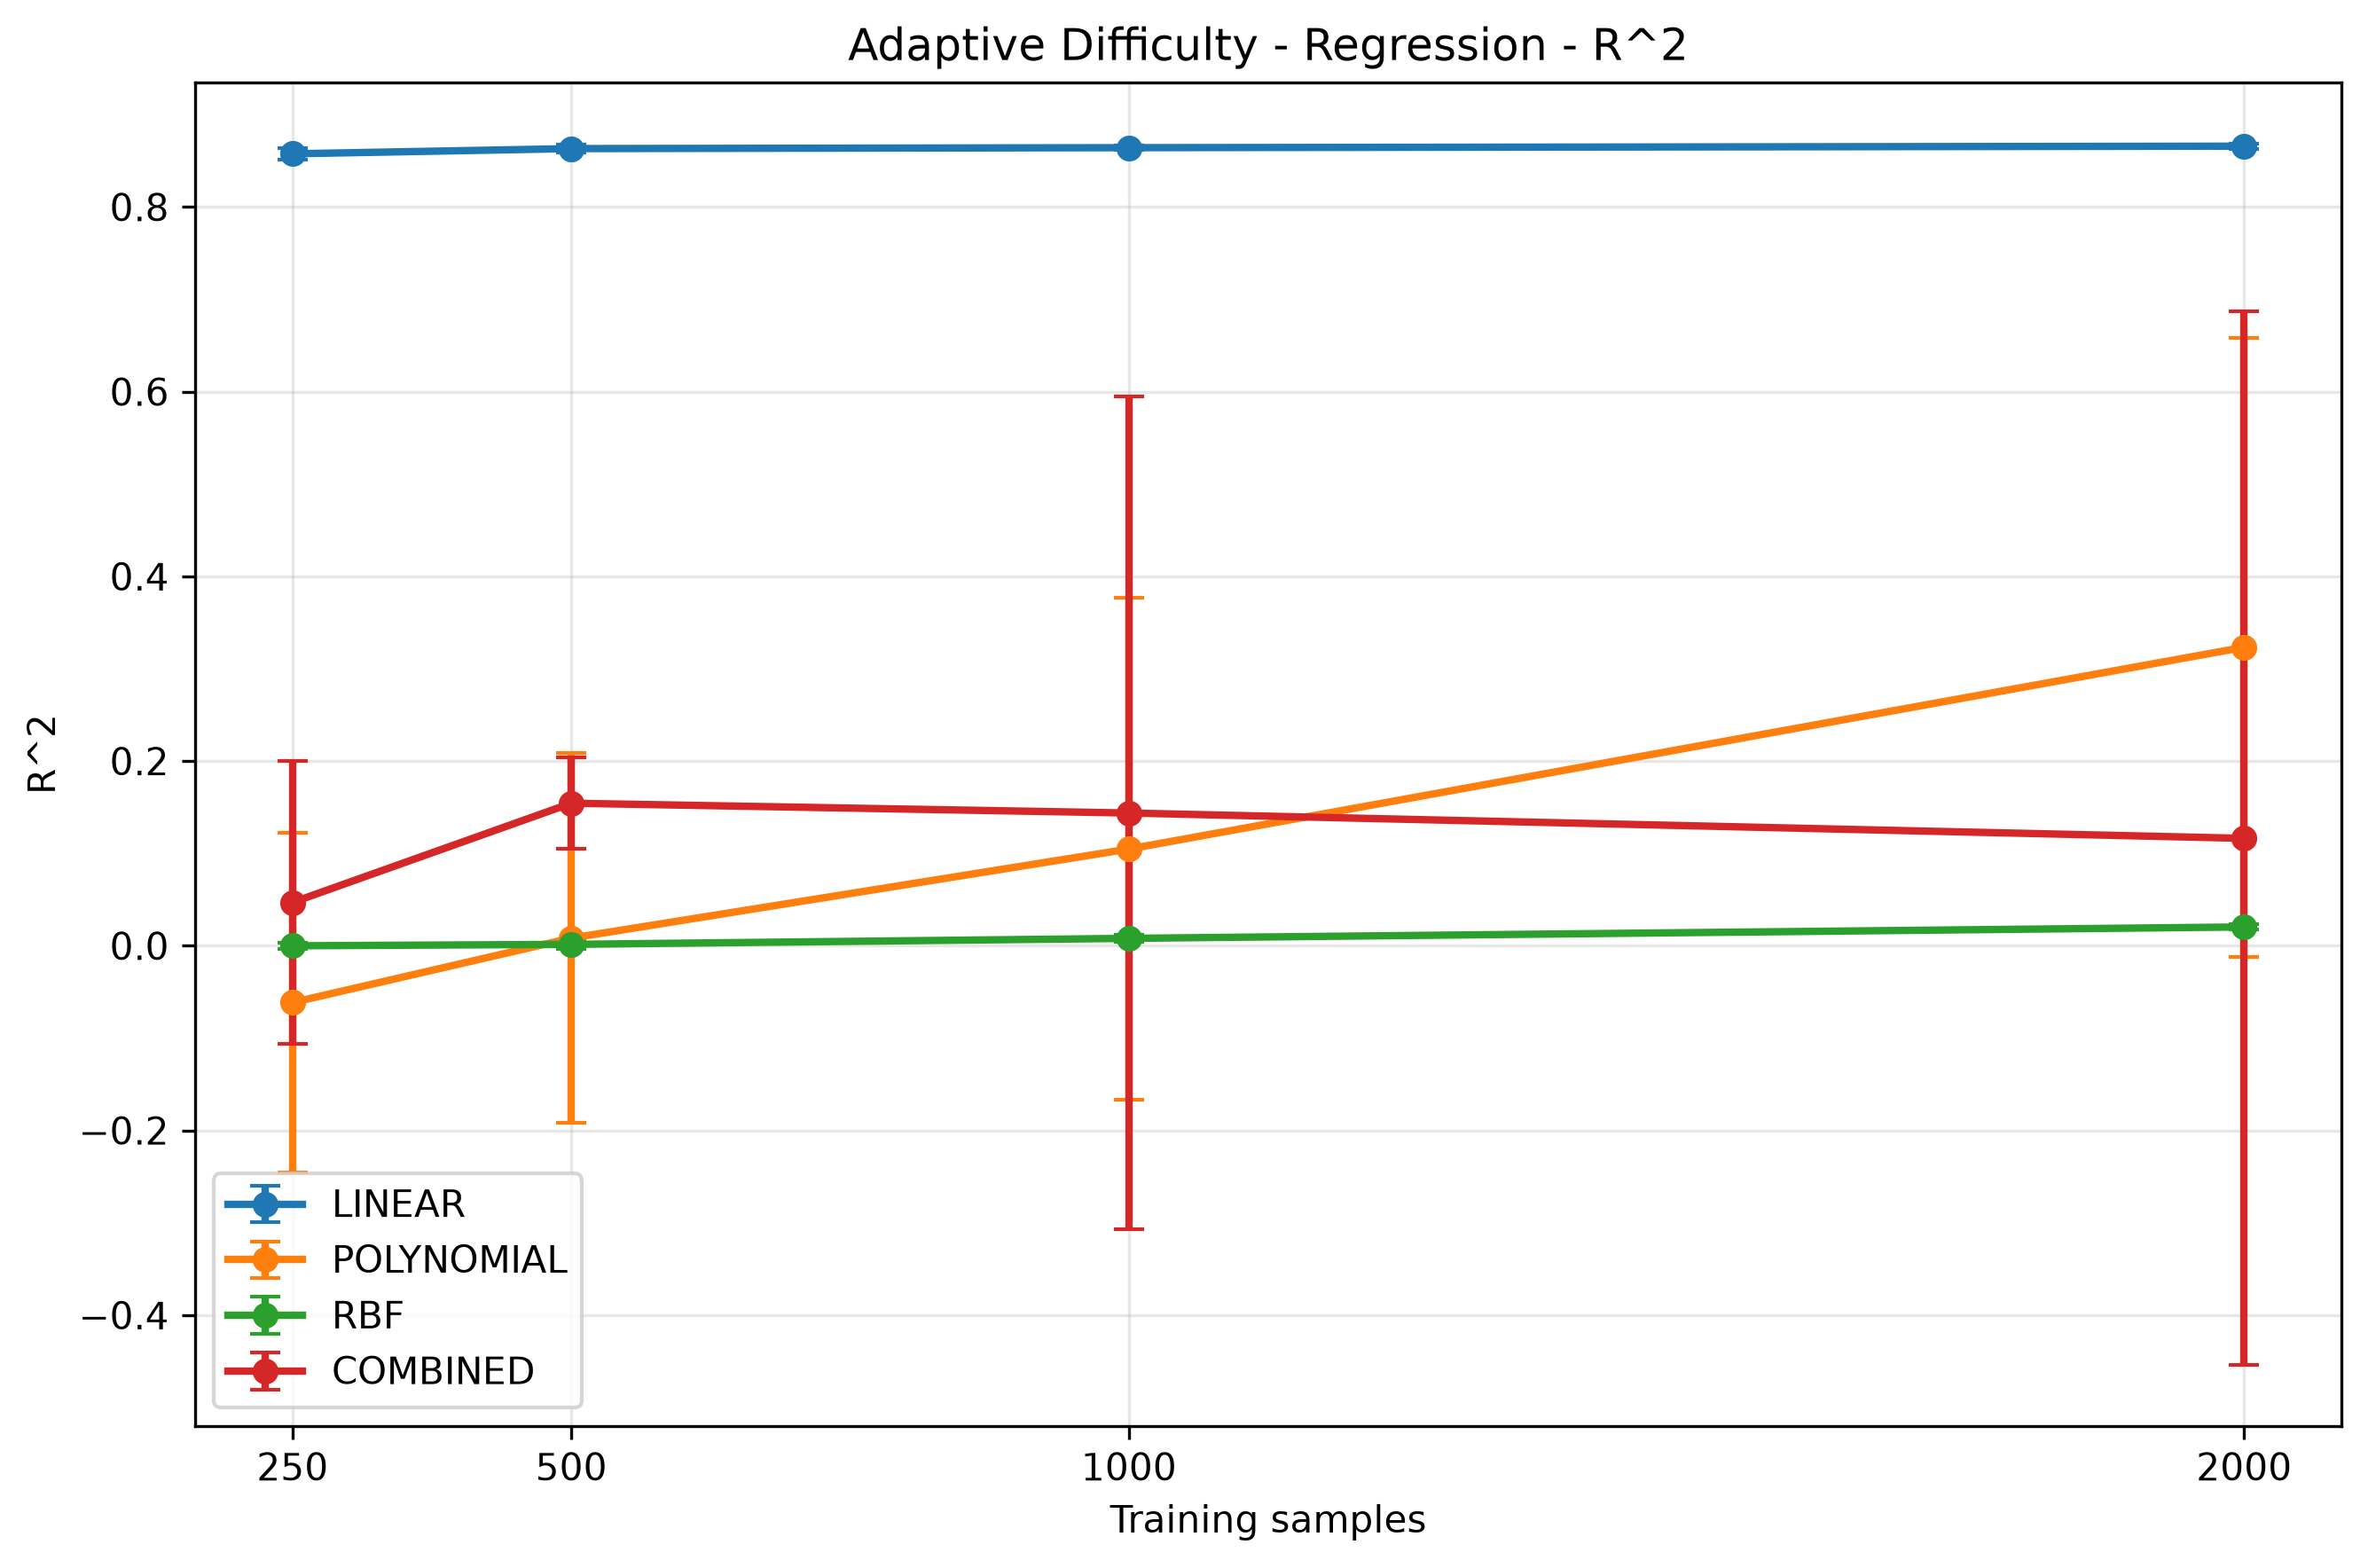 Adaptive Difficulty - Regression - R^2
R^2
0.8
0.6
0.4
0.2
0.0
−0.2
−0.4
LINEAR
POLYNOMIAL
RBF
COMBINED
250 500 1000 2000
Training samples